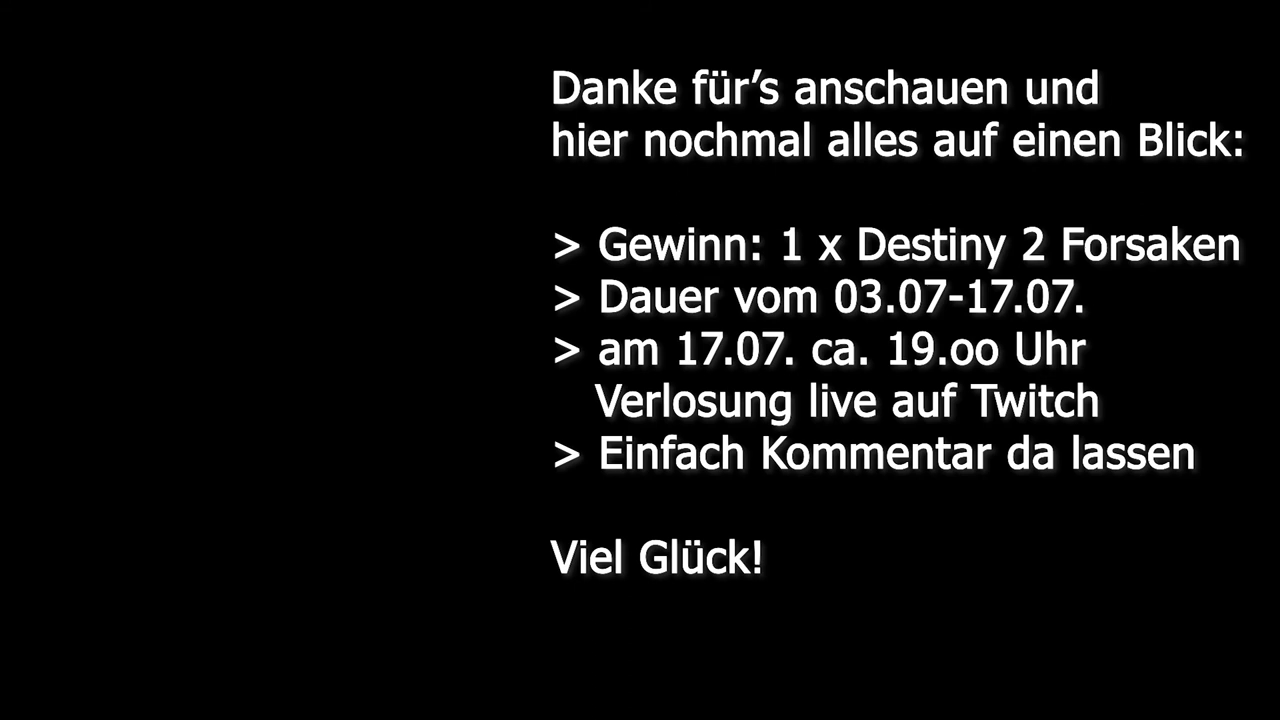 Danke für’s anschauen und
hier nochmal alles auf einen Blick:
> Gewinn: 1 x Destiny 2 Forsaken
> Dauer vom 03.07-17.07.
> am 17.07. ca. 19.oo Uhr
Verlosung live auf Twitch
> Einfach Kommentar da lassen
Viel Glück!